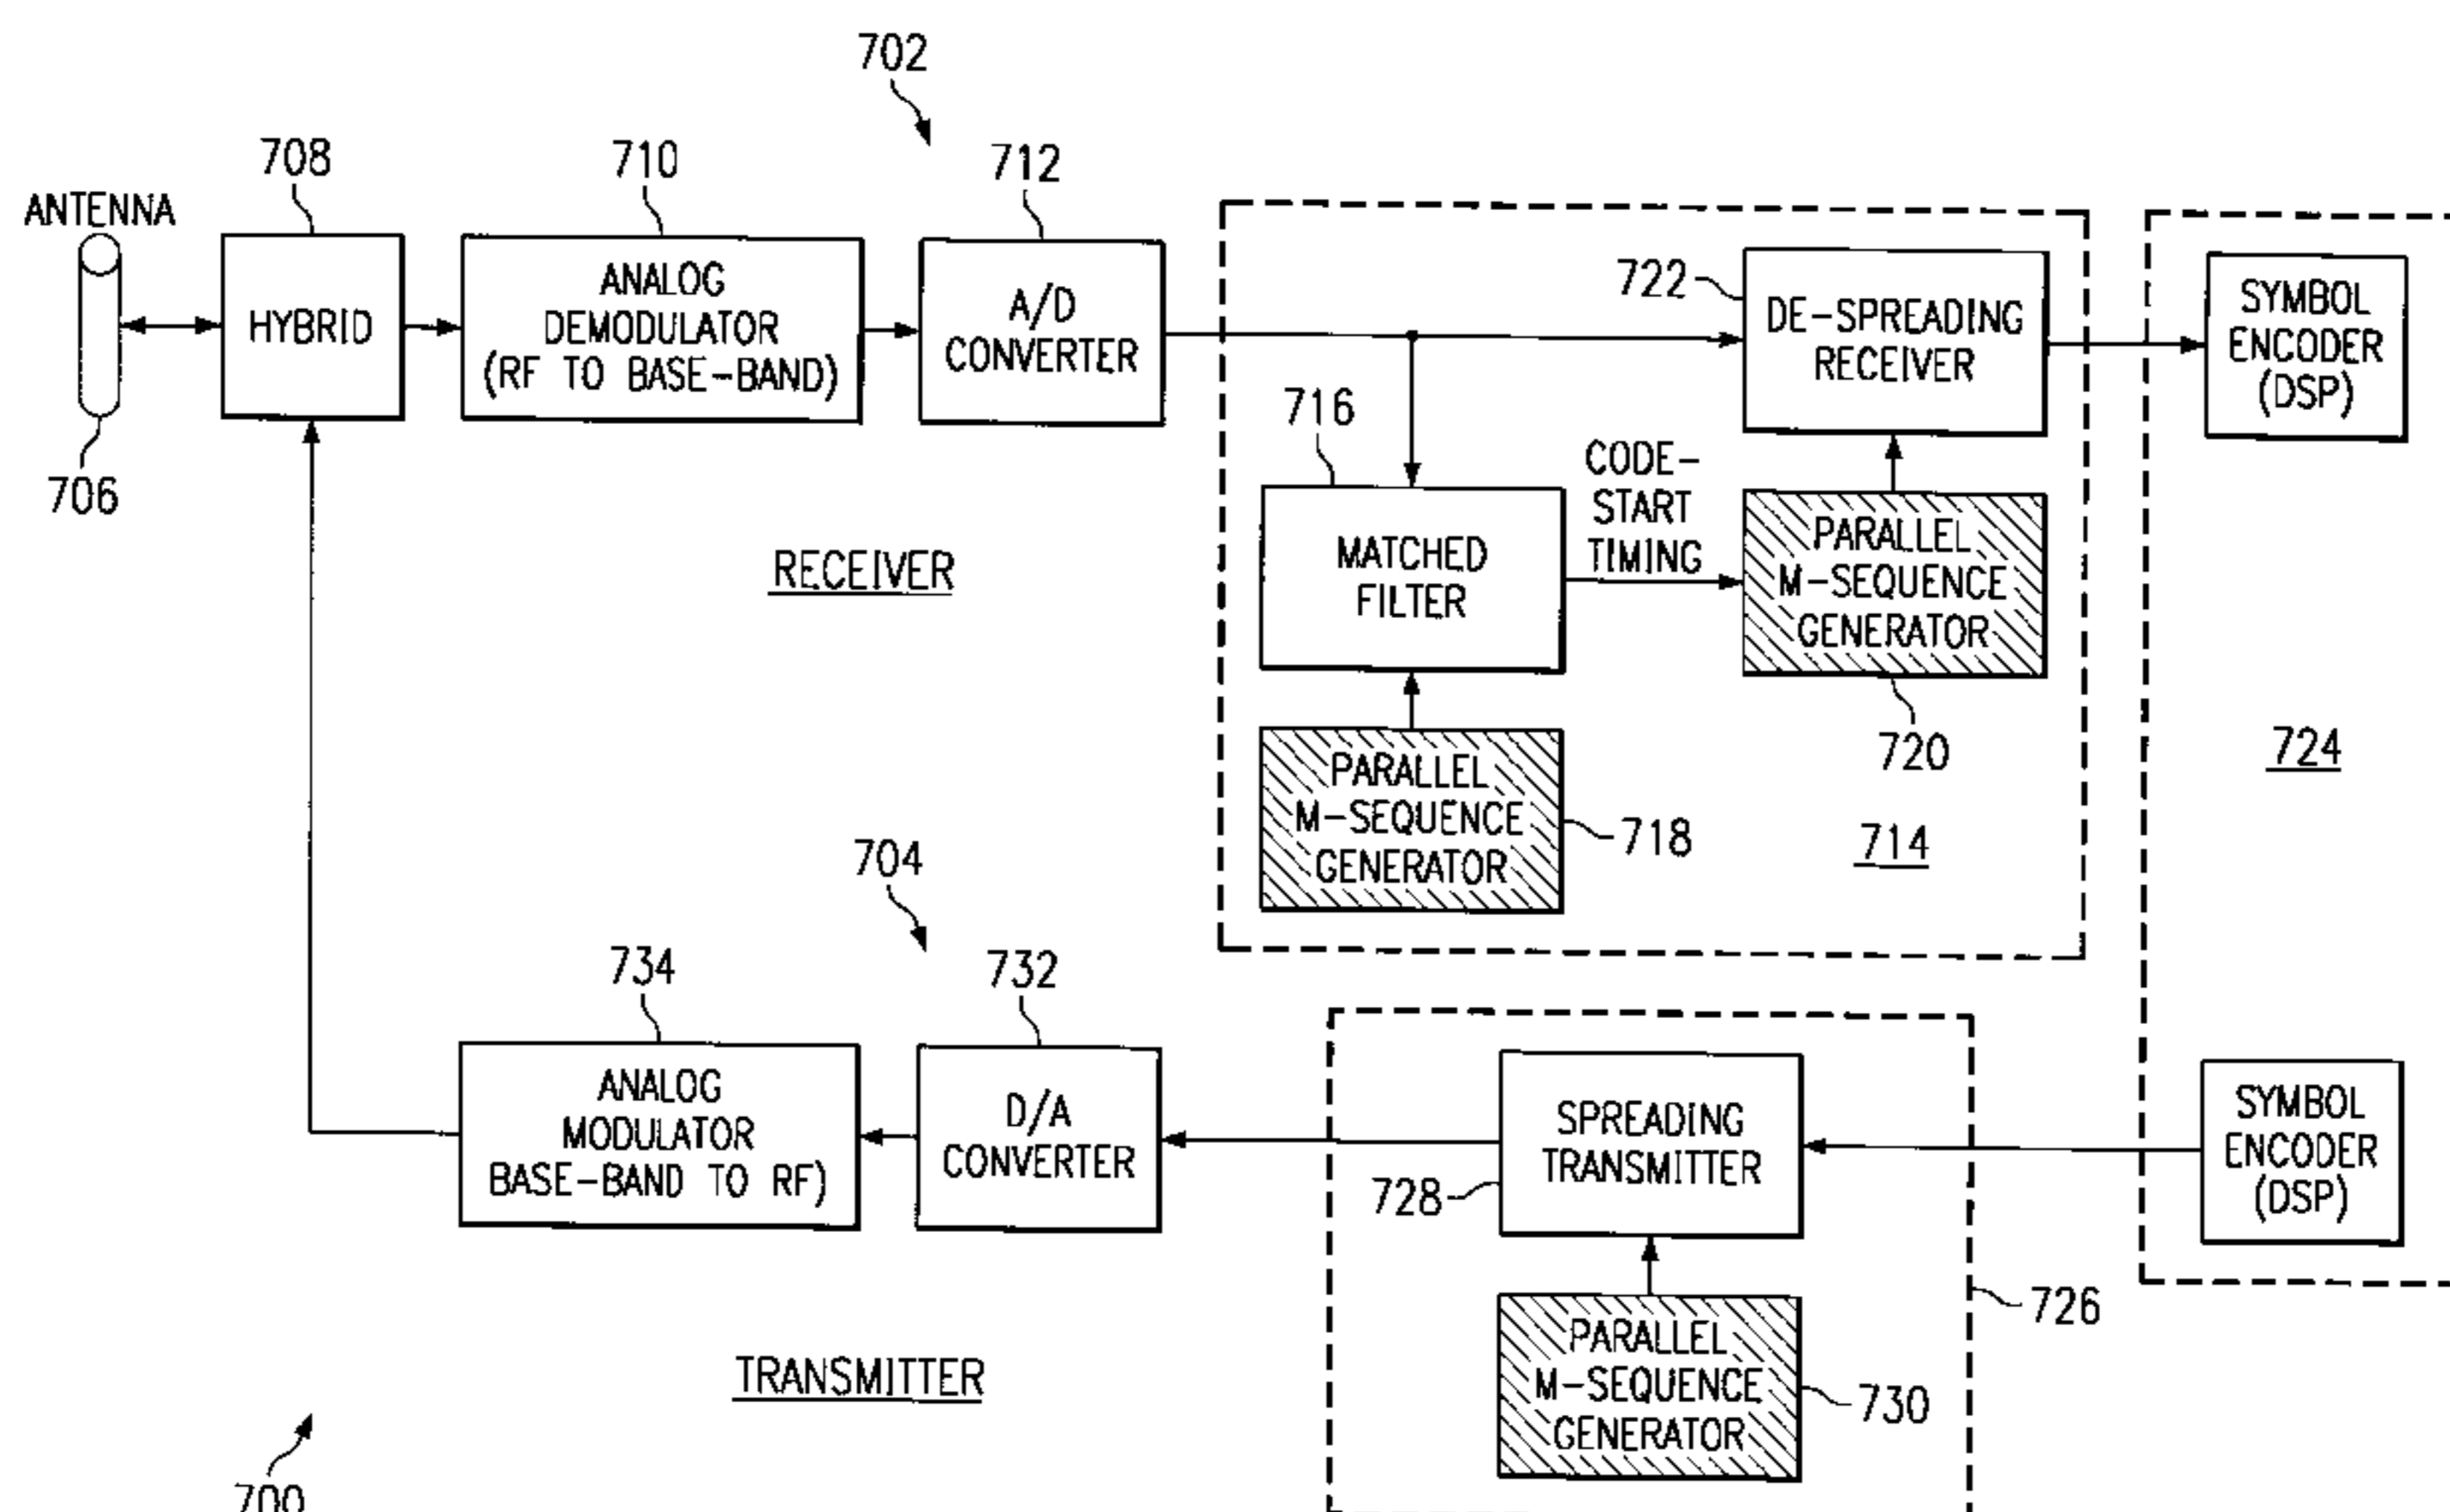 702
708
710
712
ANTENNA
HYBRID
ANALOG
DEMODULATOR
(RF TO BASE-BAND)
A/D
CONVERTER
722
DE-SPREADING
RECEIVER
SYMBOL
ENCODER
(DSP)
706
716
CODE-
START
TIMING
MATCHED
FILTER
PARALLEL
M-SEQUENCE
GENERATOR
RECEIVER
720
724
PARALLEL
M-SEQUENCE
GENERATOR
718
714
704
734
732
ANALOG
MODULATOR
BASE-BAND TO RF)
D/A
CONVERTER
SPREADING
TRANSMITTER
728
SYMBOL
ENCODER
(DSP)
726
PARALLEL
M-SEQUENCE
GENERATOR
730
TRANSMITTER
700